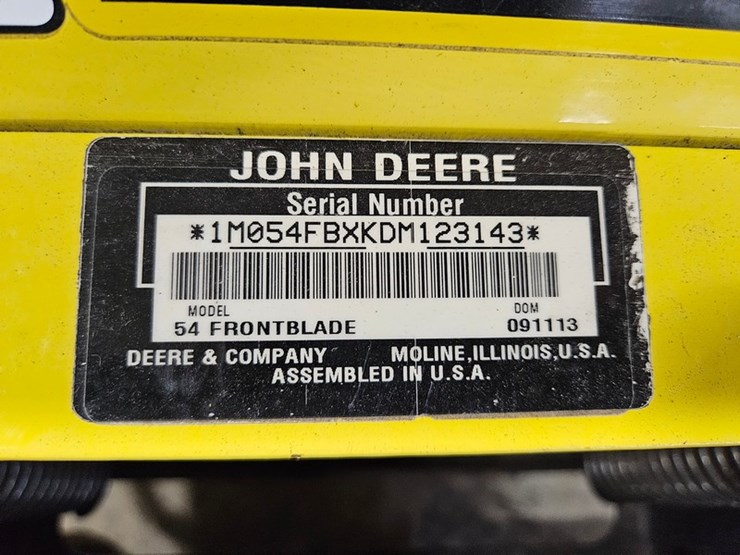 JOHN DEERE
Serial Number
*1M054FBXKDM123143*
MODEL DOM
54 FRONTBLADE 091113
DEERE & COMPANY MOLINE,ILLINOIS,U.S.A.
ASSEMBLED IN U.S.A.